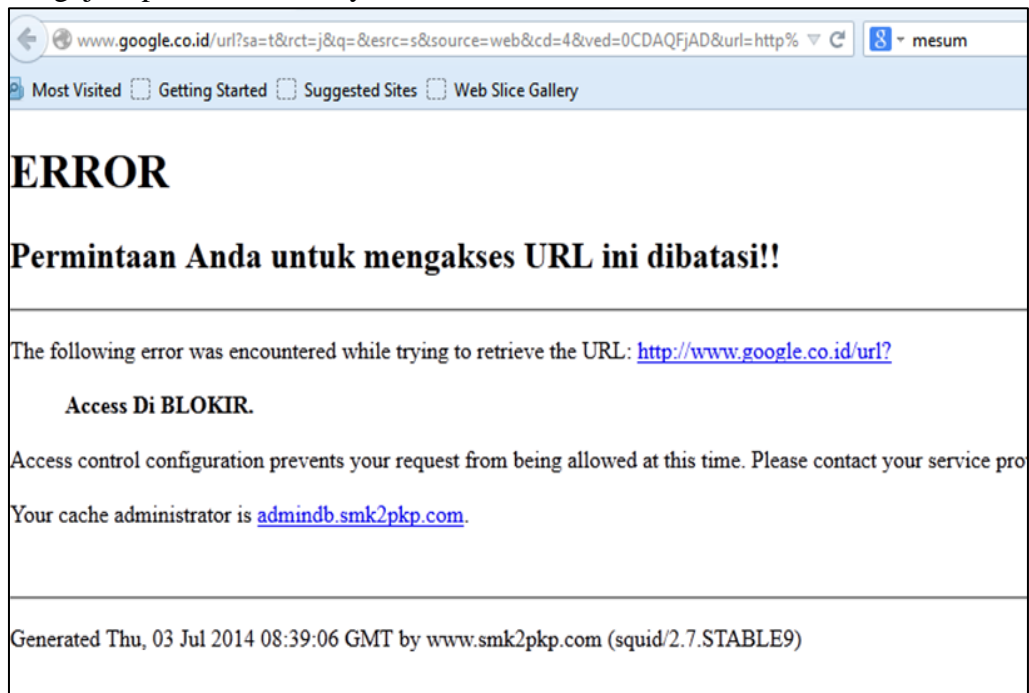 www.google.co.id/url?sa=t&rct=j&q=&esrc=s&source=web&cd=4&ved=0CDAQFjAD&url=http% mesum
Most Visited Getting Started Suggested Sites Web Slice Gallery
ERROR
Permintaan Anda untuk mengakses URL ini dibatasi!!
The following error was encountered while trying to retrieve the URL: http://www.google.co.id/url?
Access Di BLOKIR.
Access control configuration prevents your request from being allowed at this time. Please contact your service pro
Your cache administrator is admindb.smk2pkp.com.
Generated Thu, 03 Jul 2014 08:39:06 GMT by www.smk2pkp.com (squid/2.7.STABLE9)